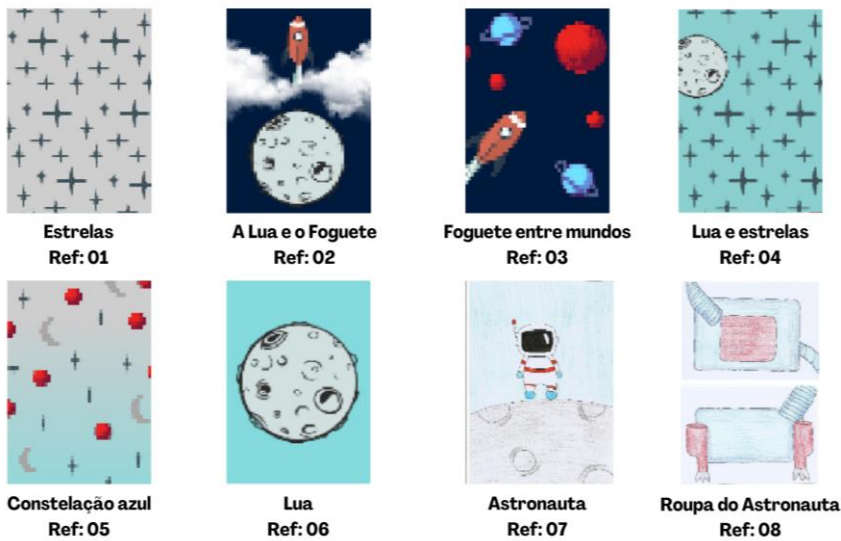 Estrelas
Ref: 01
A Lua e o Foguete
Ref: 02
Foguete entre mundos
Ref: 03
Lua e estrelas
Ref: 04
Constelação azul
Ref: 05
Lua
Ref: 06
Astronauta
Ref: 07
Roupa do Astronauta
Ref: 08